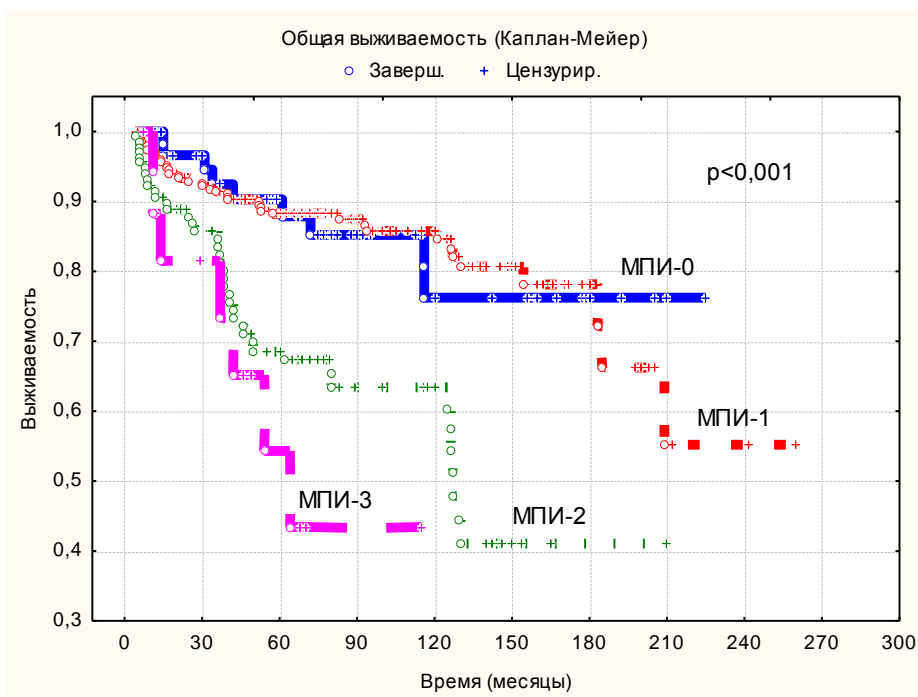 Общая выживаемость (Каплан-Мейер)
Заверш. + Цензурир.
1,0
0,9
0,8
0,7
0,6
0,5
0,4
0,3
Выживаемость
p<0,001
МПИ-0
МПИ-1
МПИ-3
МПИ-2
0 30 60 90 120 150 180 210 240 270 300
Время (месяцы)